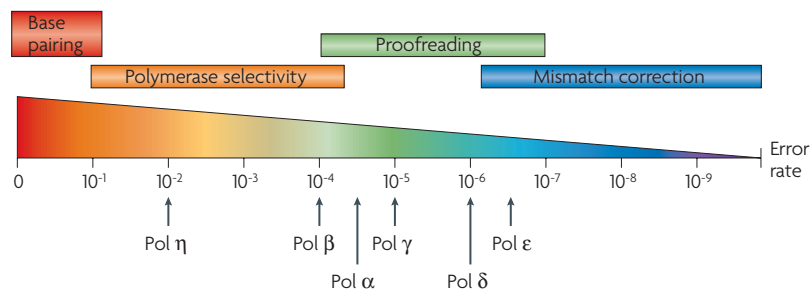 Base
pairing
Proofreading
Polymerase selectivity
Mismatch correction
0 10⁻¹ 10⁻² 10⁻³ 10⁻⁴ 10⁻⁵ 10⁻⁶ 10⁻⁷ 10⁻⁸ 10⁻⁹
Error
rate
Pol η Pol β Pol γ Pol ε
Pol α Pol δ